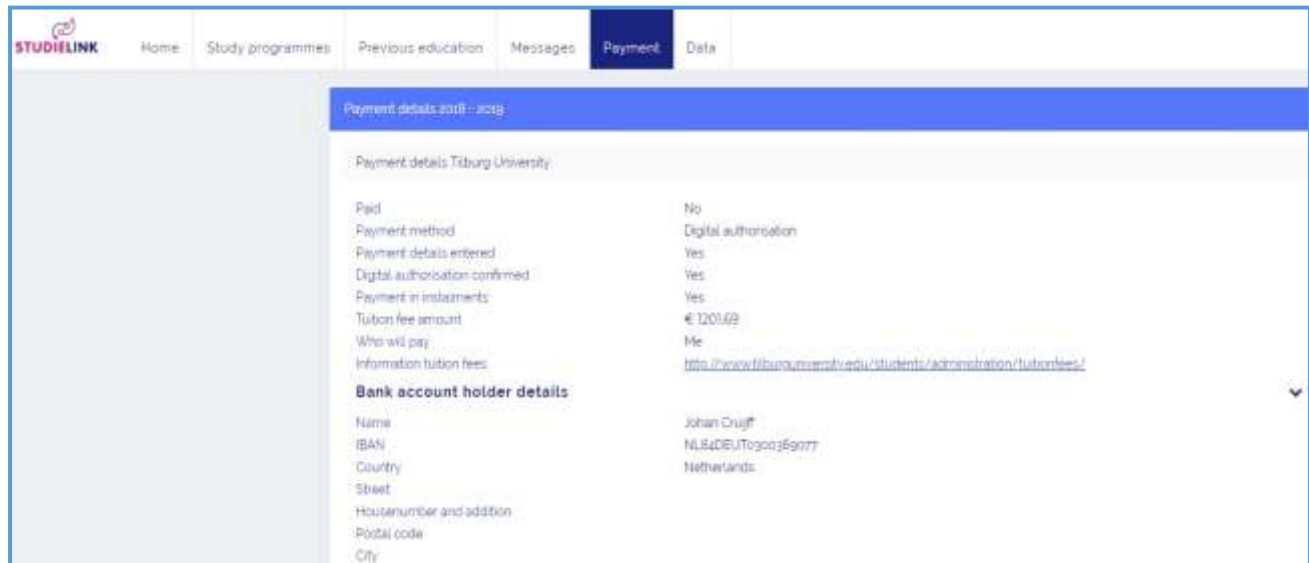 STUDIELINK Home Study programmes Previous education Messages Payment Data
Payment details 2018 - 2019
Payment details Tilburg University
Paid No
Payment method Digital authorisation
Payment details entered Yes
Digital authorisation confirmed Yes
Payment in instalments Yes
Tuition fee amount € 1201,69
Who will pay Me
Information tuition fees http://www.tilburguniversity.edu/students/administration/tuitionfees/
Bank account holder details
Name Johan Cruijff
IBAN NL84DEUT0300369077
Country Netherlands
Street
Housenumber and addition
Postal code
City